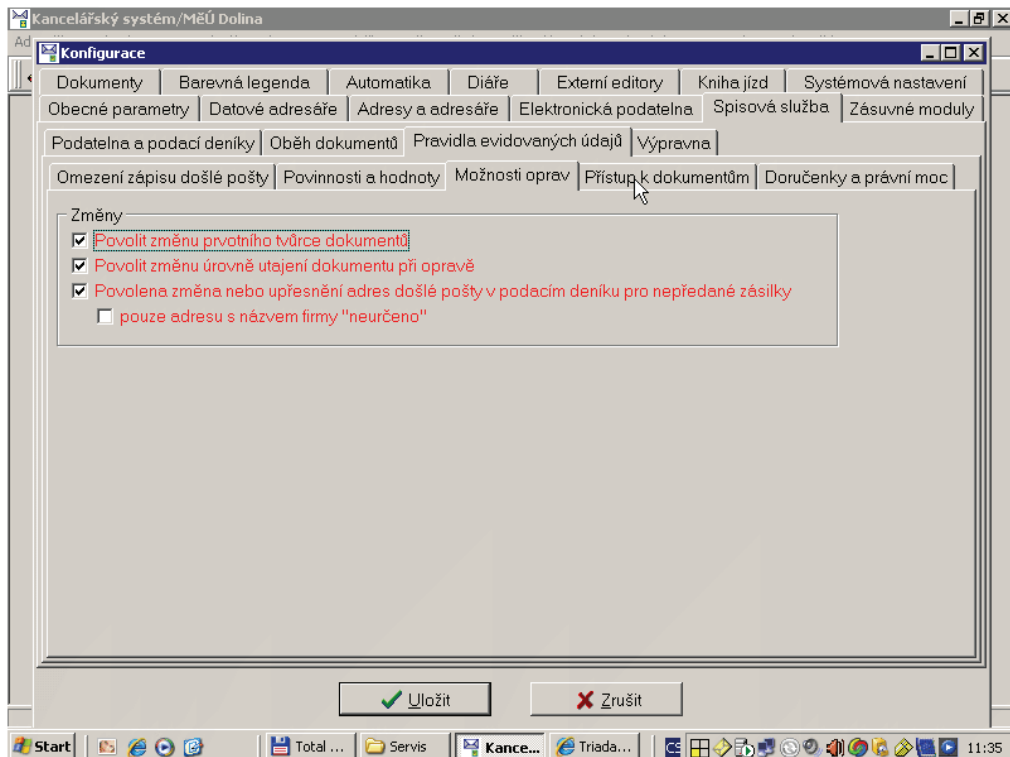 Kancelářský systém/MěÚ Dolina
Ad
Konfigurace
Dokumenty Barevná legenda Automatika Diáře Externí editory Kniha jízd Systémová nastavení
Obecné parametry Datové adresáře Adresy a adresáře Elektronická podatelna Spisová služba Zásuvné moduly
Podatelna a podací deníky Oběh dokumentů Pravidla evidovaných údajů Výpravna
Omezení zápisu došlé pošty Povinnosti a hodnoty Možnosti oprav Přístup k dokumentům Doručenky a právní moc
Změny
Povolit změnu prvotního tvůrce dokumentů
Povolit změnu úrovně utajení dokumentu při opravě
Povolena změna nebo upřesnění adres došlé pošty v podacím deníku pro nepředané zásilky
pouze adresu s názvem firmy "neurčeno"
Uložit Zrušit
Start Total ... Servis Kance... Triada... CS 11:35